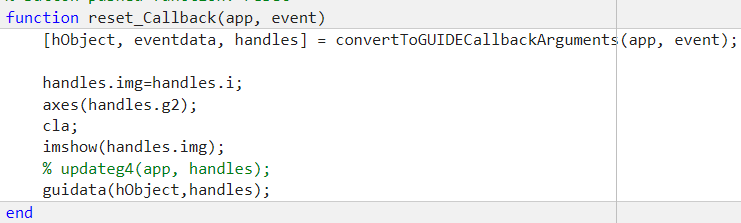 function reset_Callback(app, event)
[hObject, eventdata, handles] = convertToGUIDECallbackArguments(app, event);
handles.img=handles.i;
axes(handles.g2);
cla;
imshow(handles.img);
% updateg4(app, handles);
guidata(hObject,handles);
end